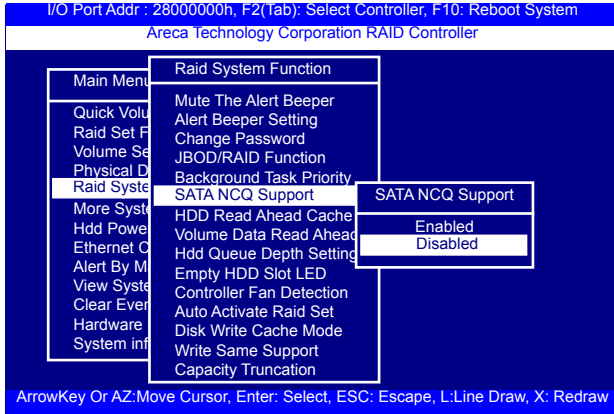 I/O Port Addr : 28000000h, F2(Tab): Select Controller, F10: Reboot System
Areca Technology Corporation RAID Controller
Main Menu
Quick Volu
Raid Set F
Volume Se
Physical D
Raid Syste
More Syste
Hdd Powe
Ethernet C
Alert By M
View Syste
Clear Even
Hardware
System inf
Raid System Function
Mute The Alert Beeper
Alert Beeper Setting
Change Password
JBOD/RAID Function
Background Task Priority
SATA NCQ Support
HDD Read Ahead Cache
Volume Data Read Ahead
Hdd Queue Depth Setting
Empty HDD Slot LED
Controller Fan Detection
Auto Activate Raid Set
Disk Write Cache Mode
Write Same Support
Capacity Truncation
SATA NCQ Support
Enabled
Disabled
ArrowKey Or AZ:Move Cursor, Enter: Select, ESC: Escape, L:Line Draw, X: Redraw